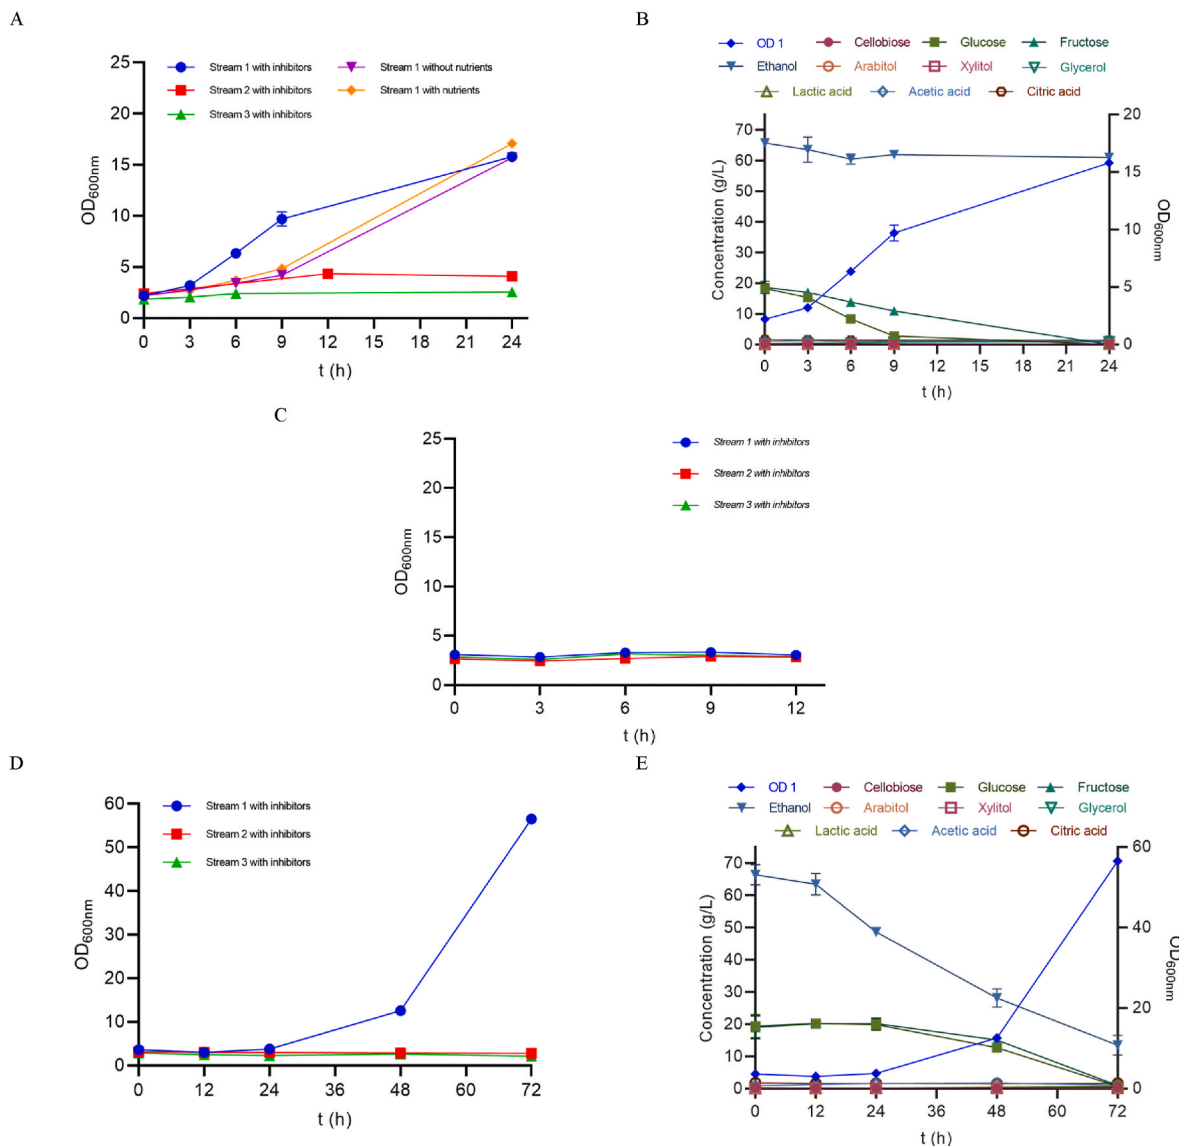 A
Stream 1 with inhibitors
Stream 1 without nutrients
Stream 2 with inhibitors
Stream 1 with nutrients
Stream 3 with inhibitors
25
20
15
10
5
0
OD600nm
0 3 6 9 12 15 18 21 24
t (h)
B
OD 1 Cellobiose Glucose Fructose
Ethanol Arabitol Xylitol Glycerol
Lactic acid Acetic acid Citric acid
70
60
50
40
30
20
10
0
Concentration (g/L)
20
15
10
5
0
OD600nm
0 3 6 9 12 15 18 21 24
t (h)
C
Stream 1 with inhibitors
Stream 2 with inhibitors
Stream 3 with inhibitors
25
20
15
10
5
0
OD600nm
0 3 6 9 12
t (h)
D
Stream 1 with inhibitors
Stream 2 with inhibitors
Stream 3 with inhibitors
60
50
40
30
20
10
0
OD600nm
0 12 24 36 48 60 72
t (h)
E
OD 1 Cellobiose Glucose Fructose
Ethanol Arabitol Xylitol Glycerol
Lactic acid Acetic acid Citric acid
70
60
50
40
30
20
10
0
Concentration (g/L)
60
40
20
0
OD600nm
0 12 24 36 48 60 72
t (h)